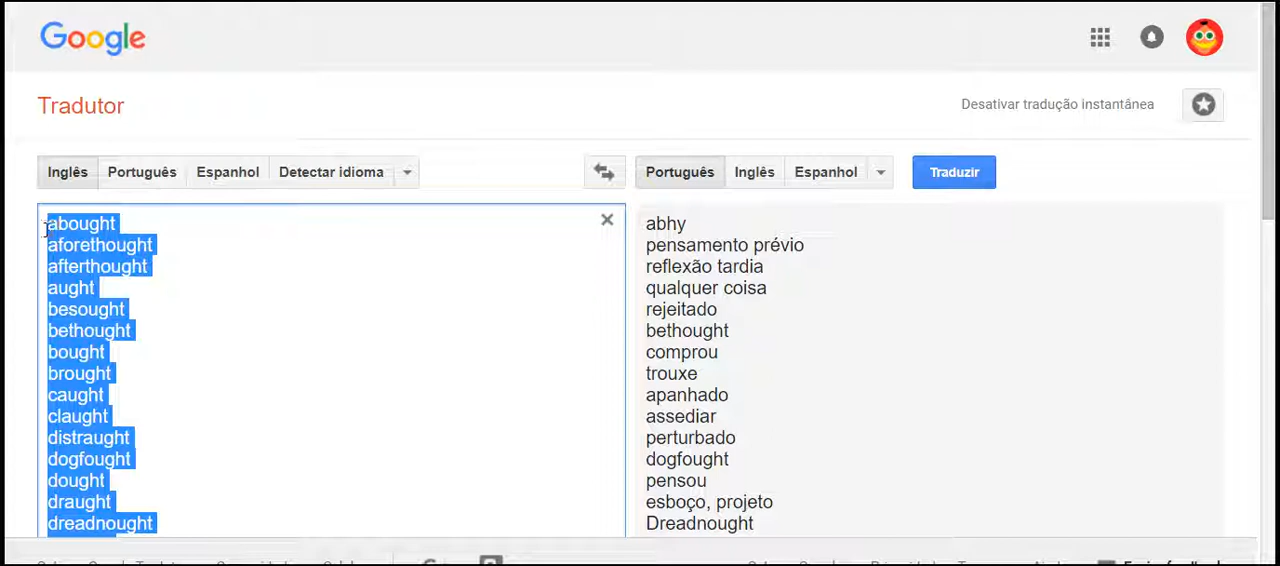 Google
Tradutor
Desativar tradução instantânea
Inglês Português Espanhol Detectar idioma
Português Inglês Espanhol Traduzir
abought
aforethought
afterthought
aught
besought
bethought
bought
brought
caught
claught
distraught
dogfought
dought
draught
dreadnought
abhy
pensamento prévio
reflexão tardia
qualquer coisa
rejeitado
bethought
comprou
trouxe
apanhado
assediar
perturbado
dogfought
pensou
esboço, projeto
Dreadnought